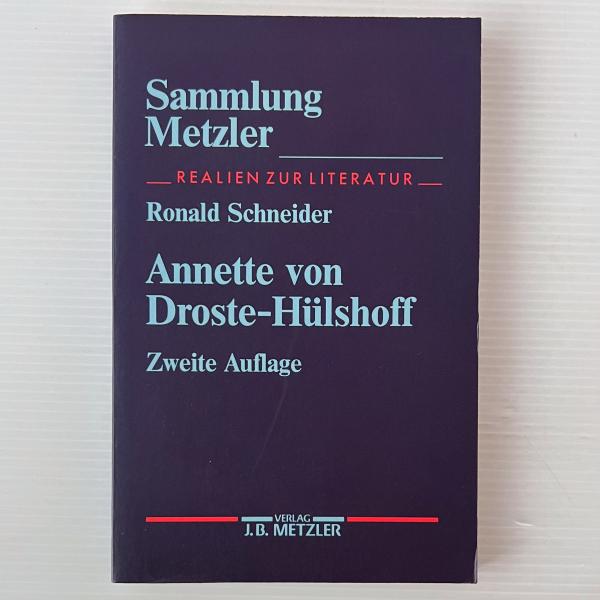 Sammlung
Metzler
REALIEN ZUR LITERATUR
Ronald Schneider
Annette von
Droste-Hülshoff
Zweite Auflage
VERLAG
J.B. METZLER